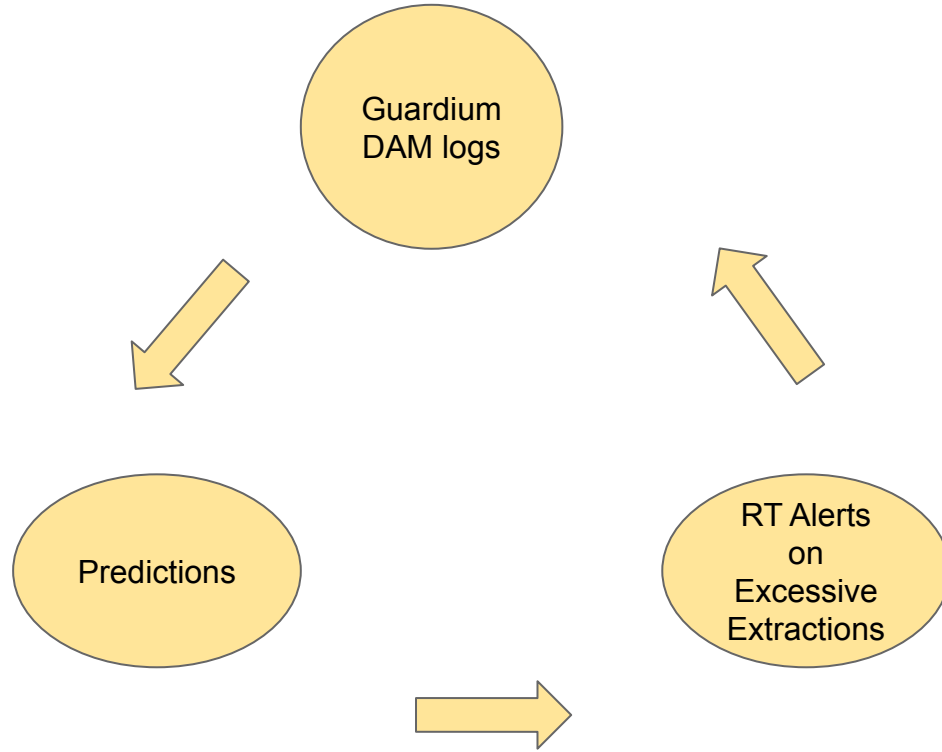 Guardium
DAM logs
Predictions
RT Alerts
on
Excessive
Extractions